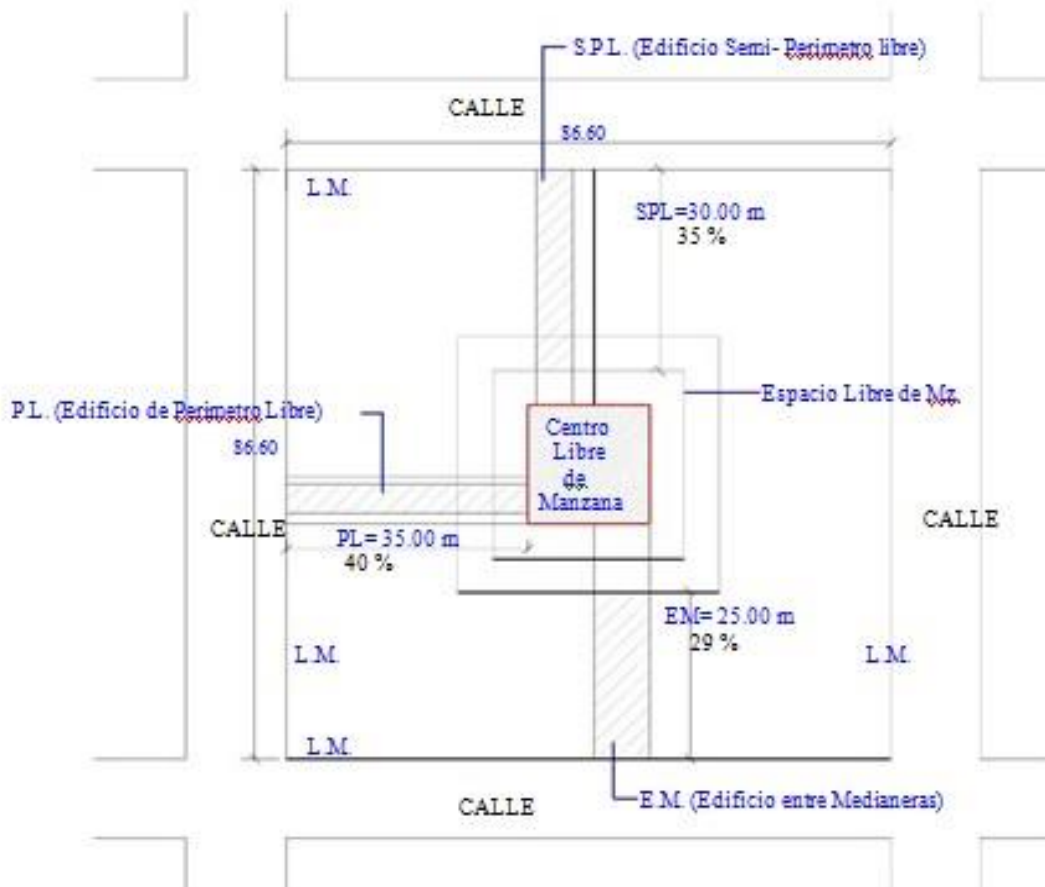 S.P.L. (Edificio Semi- Perimetro libre)
CALLE
86.60
L.M.
SPL=30.00 m
35 %
Espacio Libre de Mz.
P.L. (Edificio de Perimetro Libre)
86.60
Centro
Libre
de
Manzana
CALLE
CALLE
PL= 35.00 m
40 %
EM= 25.00 m
29 %
L.M.
L.M.
L.M.
CALLE
E.M. (Edificio entre Medianeras)